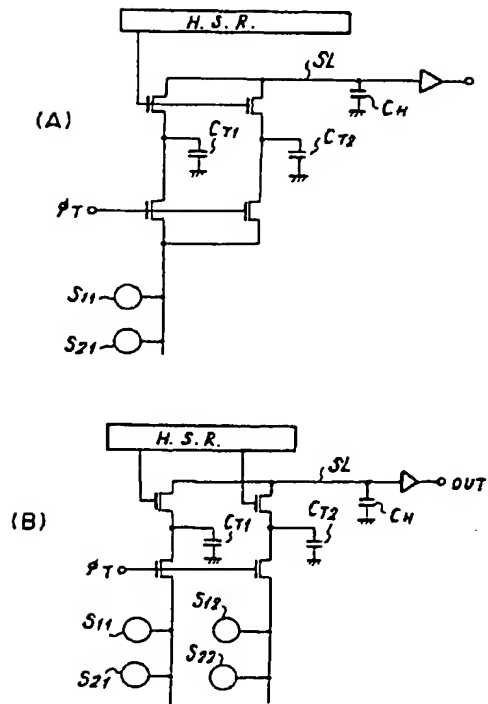 H. S. R.
SL
(A)
CT1
CT2
CH
φT
S11
S21
H. S. R.
SL
OUT
(B)
CT1
CT2
CH
φT
S11
S12
S21
S22